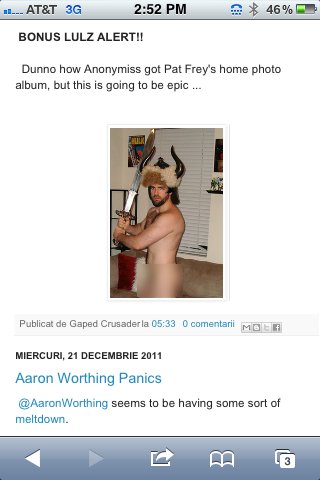 AT&T 3G 2:52 PM 46%
BONUS LULZ ALERT!!
Dunno how Anonymiss got Pat Frey's home photo
album, but this is going to be epic ...
Publicat de Gaped Crusader la 05:33 0 comentarii
MIERCURI, 21 DECEMBRIE 2011
Aaron Worthing Panics
@AaronWorthing seems to be having some sort of
meltdown.
3